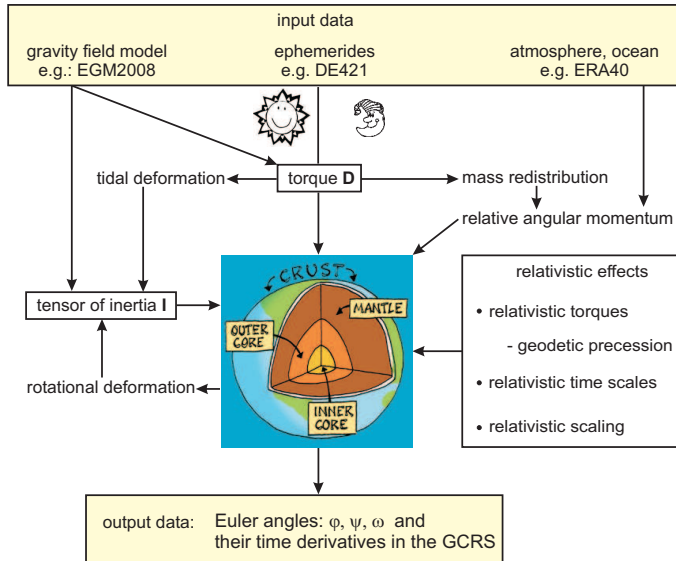 input data
gravity field model
e.g.: EGM2008
ephemerides
e.g. DE421
atmosphere, ocean
e.g. ERA40
tidal deformation
torque D
mass redistribution
relative angular momentum
tensor of inertia I
rotational deformation
CRUST
MANTLE
OUTER
CORE
INNER
CORE
relativistic effects
• relativistic torques
- geodetic precession
• relativistic time scales
• relativistic scaling
output data: Euler angles: φ, ψ, ω and
their time derivatives in the GCRS